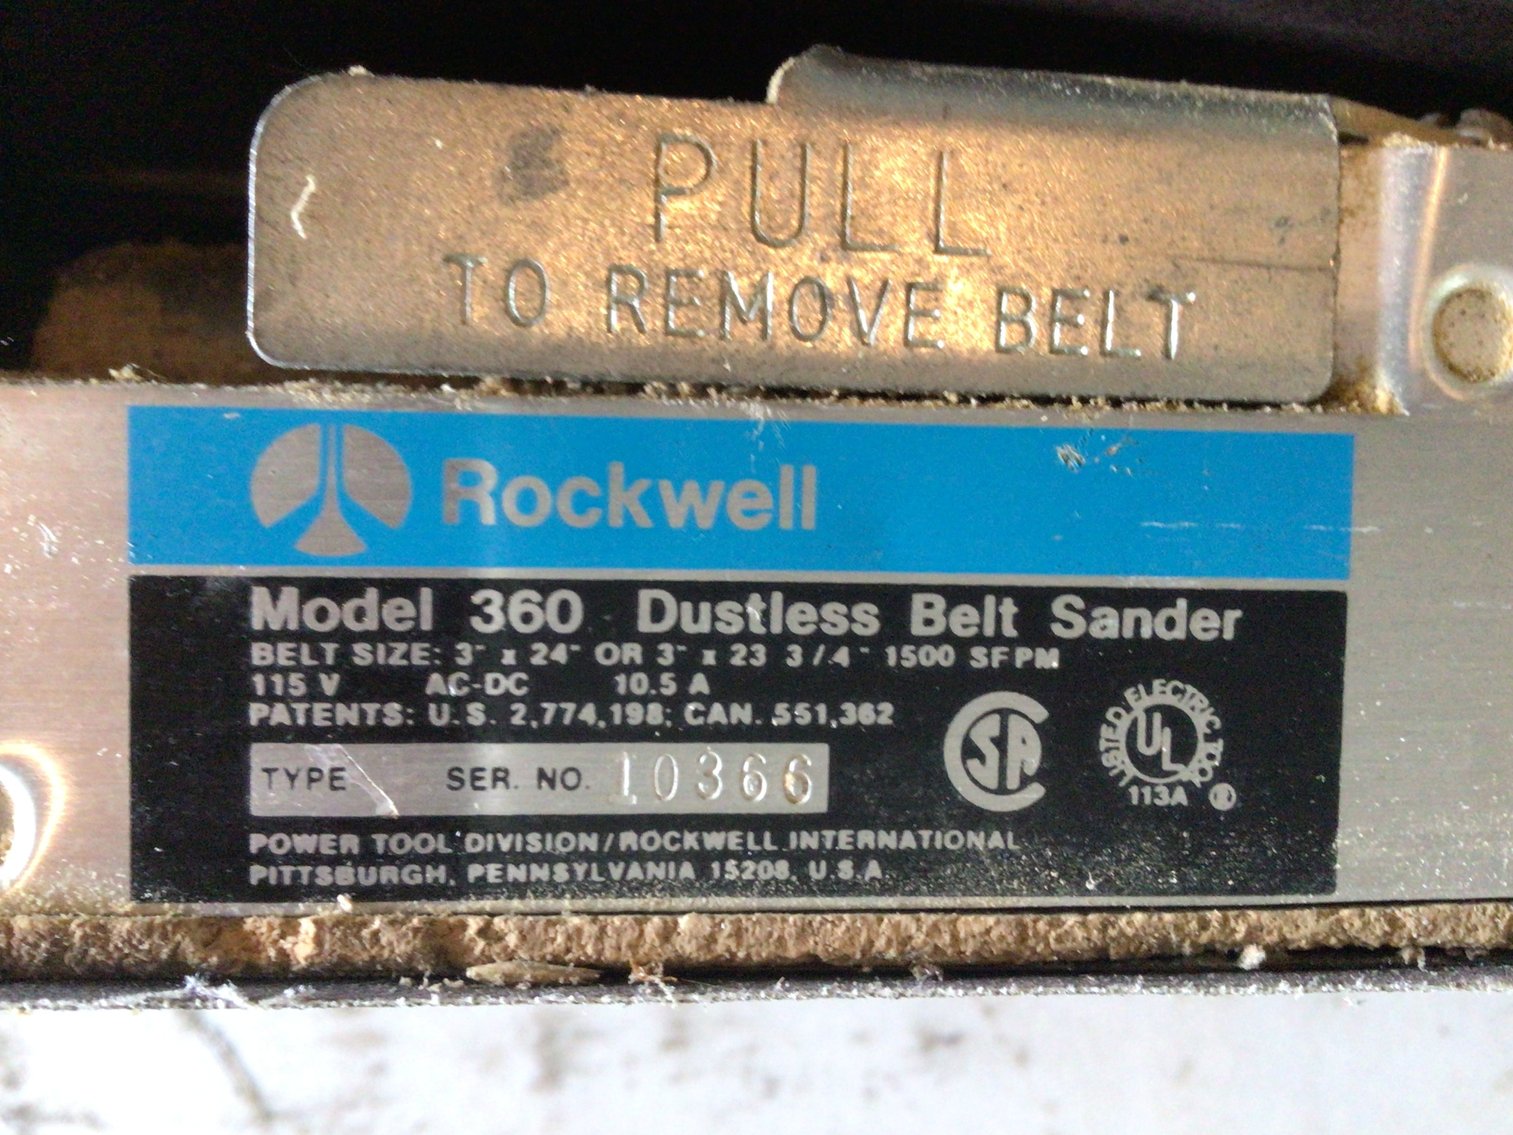 PULL
TO REMOVE BELT
Rockwell
Model 360 Dustless Belt Sander
BELT SIZE: 3" x 24" OR 3" x 23 3/4" 1500 SFPM
115 V AC-DC 10.5 A
PATENTS: U.S. 2,774,198; CAN. 551,362
TYPE SER. NO. 10366
SA
LISTED ELECTRIC TOOL
UL
113A ®
POWER TOOL DIVISION/ROCKWELL INTERNATIONAL
PITTSBURGH, PENNSYLVANIA 15208, U.S.A.